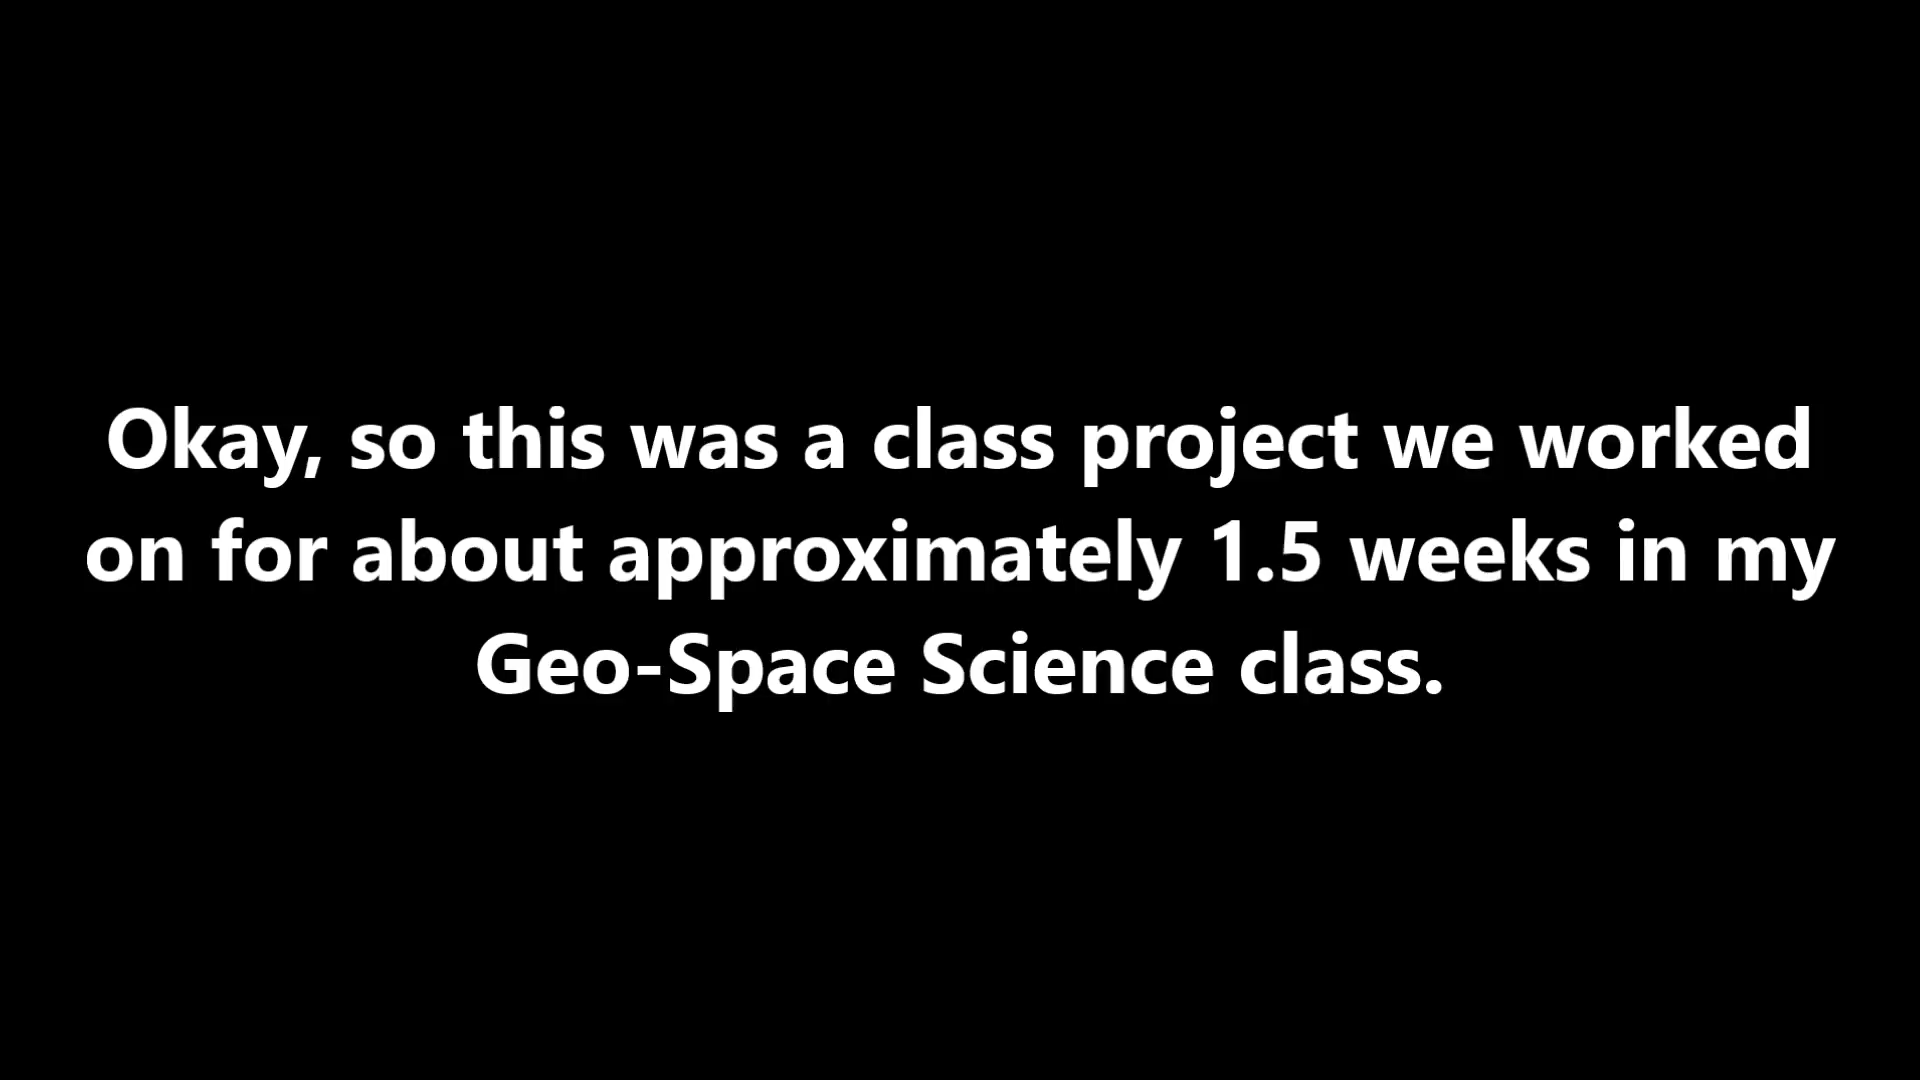 Okay, so this was a class project we worked
on for about approximately 1.5 weeks in my
Geo-Space Science class.